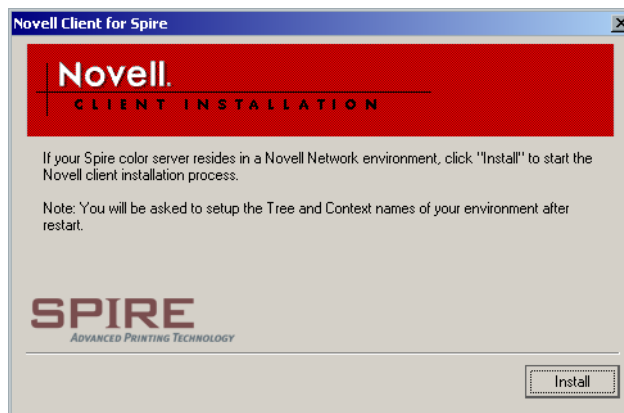 Novell Client for Spire
Novell.
CLIENT INSTALLATION
If your Spire color server resides in a Novell Network environment, click "Install" to start the
Novell client installation process.
Note: You will be asked to setup the Tree and Context names of your environment after
restart.
SPIRE
ADVANCED PRINTING TECHNOLOGY
Install